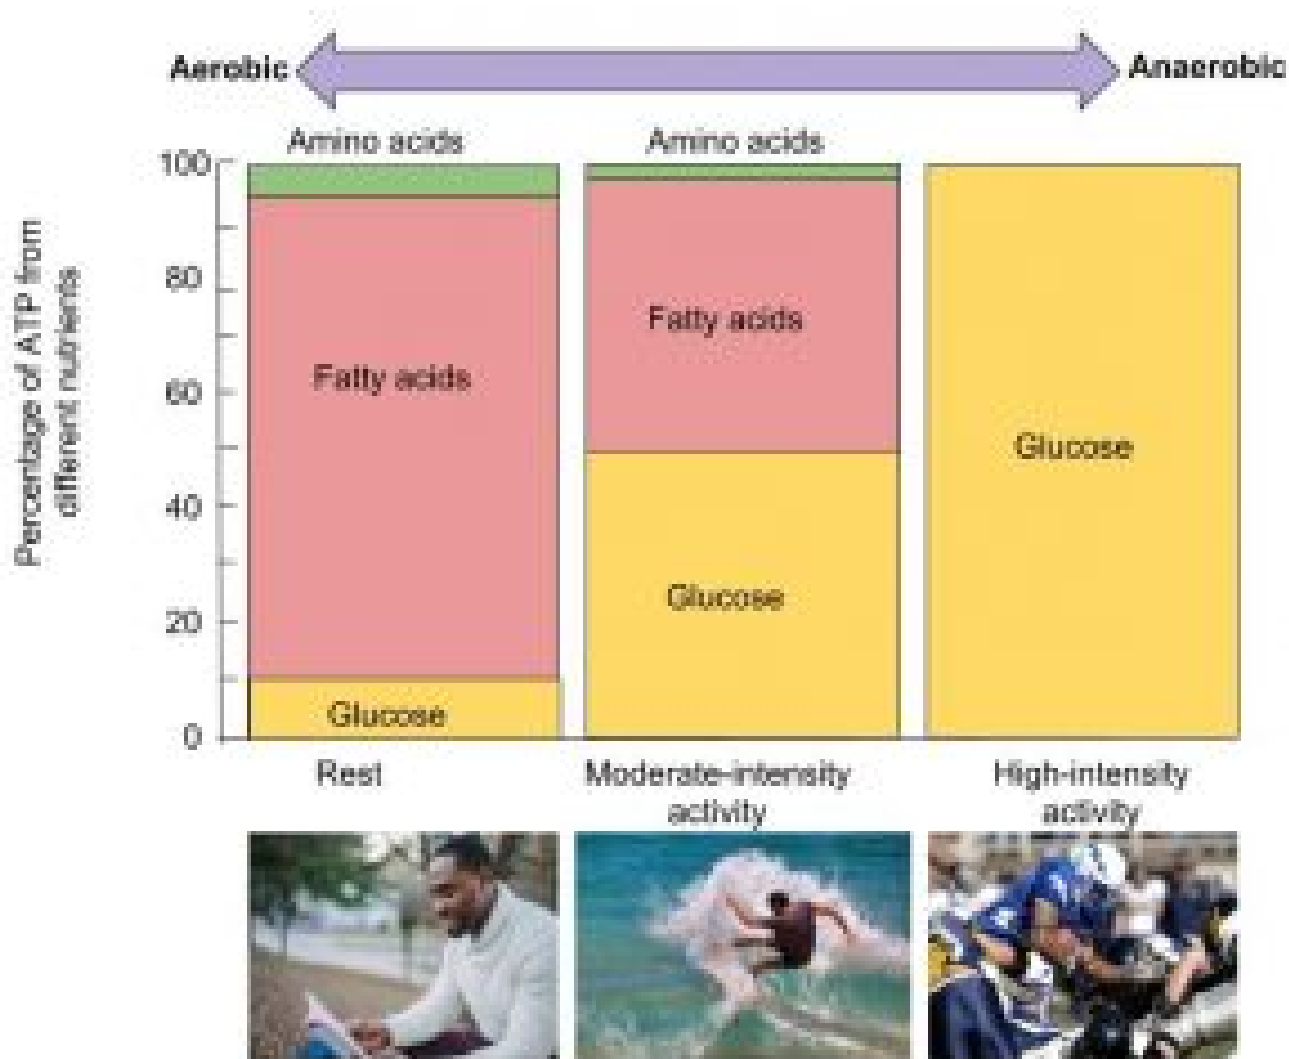 Aerobic
Anaerobic
Amino acids
Amino acids
100
80
60
40
20
0
Percentage of ATP from
different nutrients
Fatty acids
Glucose
Fatty acids
Glucose
Glucose
Rest
Moderate-intensity
activity
High-intensity
activity